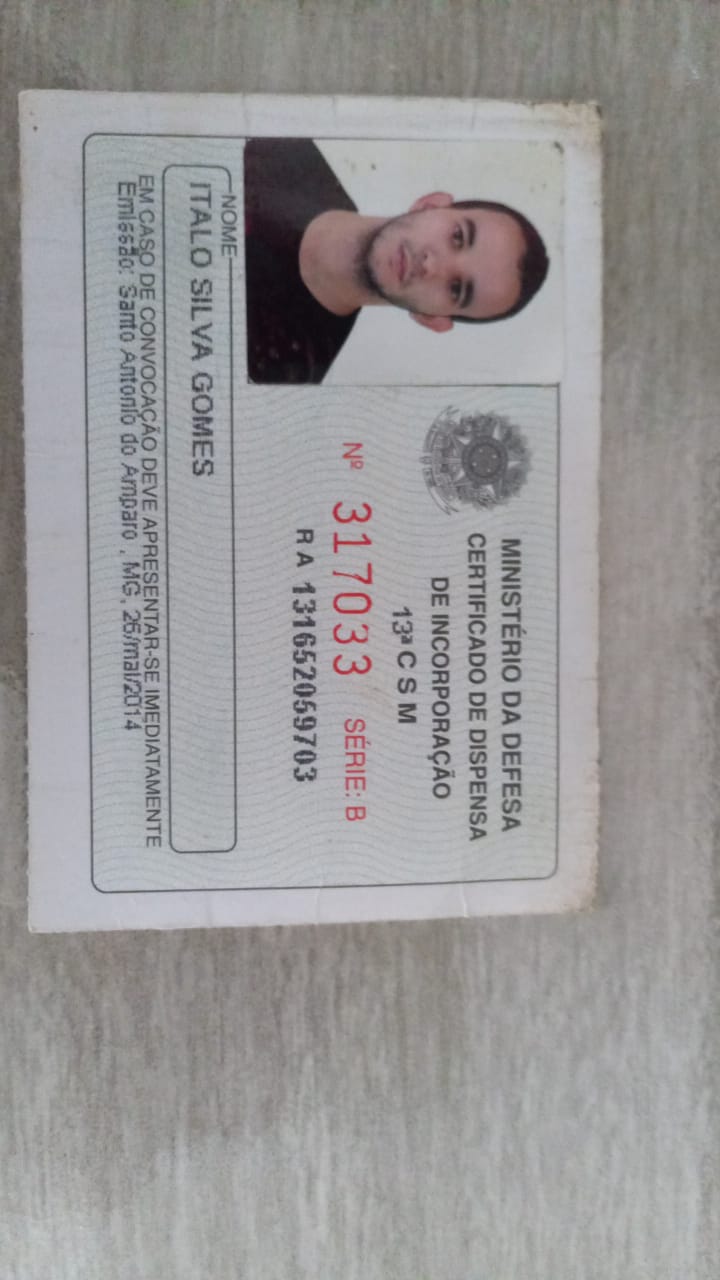 MINISTÉRIO DA DEFESA
CERTIFICADO DE DISPENSA
DE INCORPORAÇÃO
13ª C S M
Nº 317033 SÉRIE: B
R A 131652059703
NOME
ITALO SILVA GOMES
EM CASO DE CONVOCAÇÃO DEVE APRESENTAR-SE IMEDIATAMENTE
Emissão: Santo Antonio do Amparo , MG , 26/mai/2014